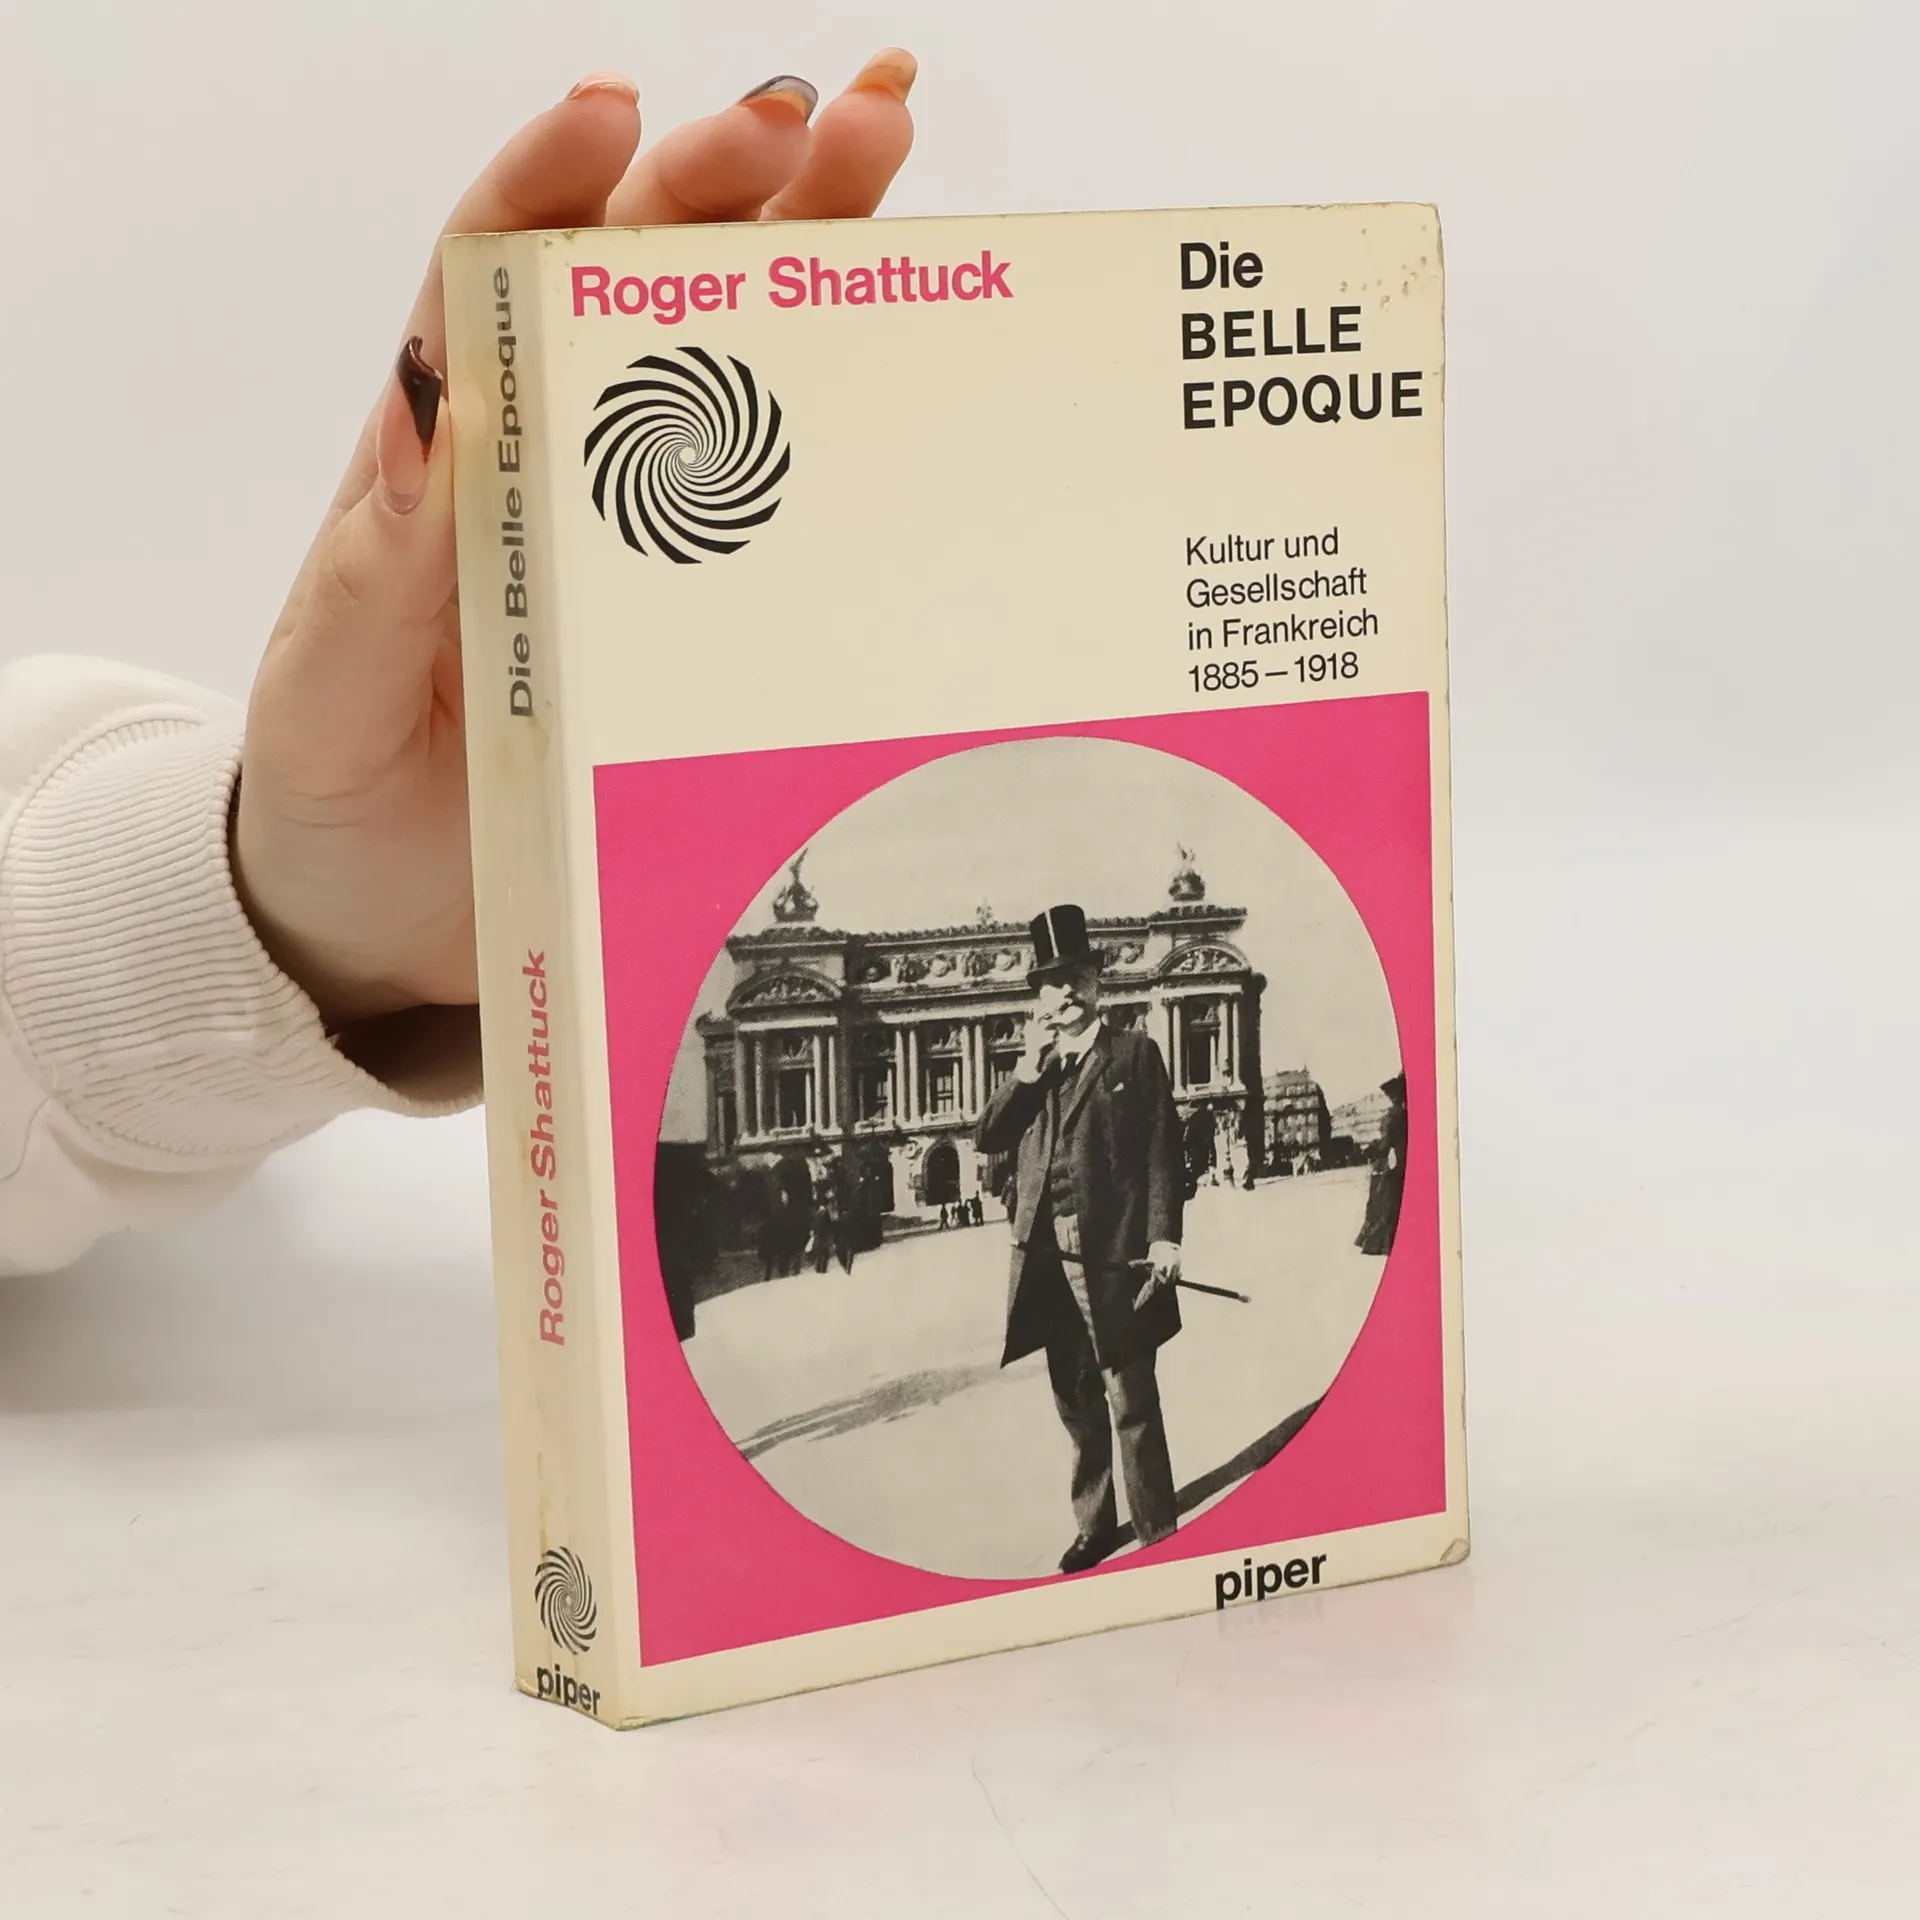 Roger Shattuck
Die
BELLE
EPOQUE
Kultur und
Gesellschaft
in Frankreich
1885–1918
piper
Die Belle Epoque
Roger Shattuck
piper